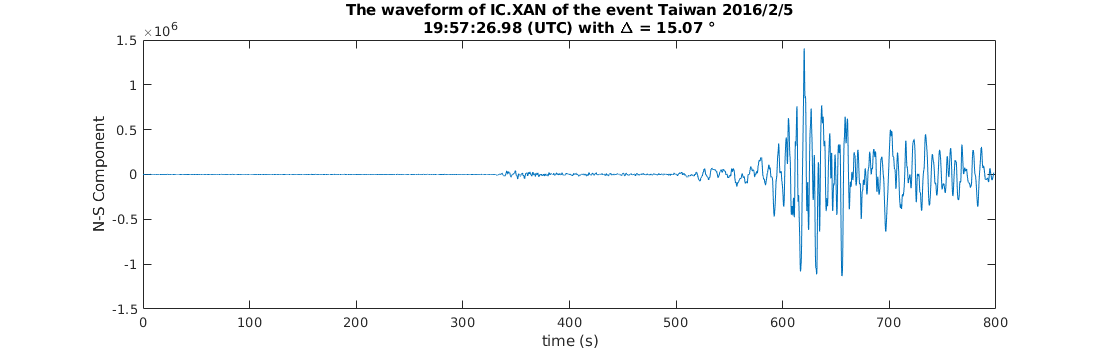 The waveform of IC.XAN of the event Taiwan 2016/2/5
19:57:26.98 (UTC) with Δ = 15.07 °
×10⁶
1.5
1
0.5
0
-0.5
-1
-1.5
N-S Component
0 100 200 300 400 500 600 700 800
time (s)